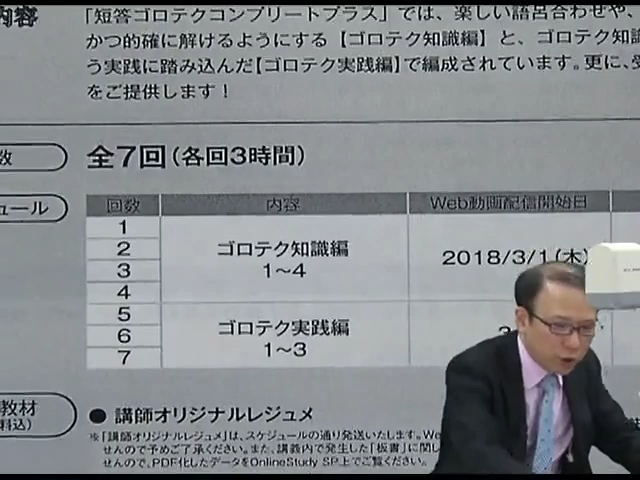 内容
「短答ゴロテクコンプリートプラス」では、楽しい語呂合わせや、
かつ的確に解けるようにする【ゴロテク知識編】と、ゴロテク知
う実践に踏み込んだ【ゴロテク実践編】で編成されています。更に、受
をご提供します！
数
全7回（各回3時間）
ュール
回数 内容 Web動画配信開始日
1
2
3
4
ゴロテク知識編
1～4
2018/3/1(木)
5
6
7
ゴロテク実践編
1～3
3
教材
料込)
● 講師オリジナルレジュメ
※「講師オリジナルレジュメ」は、スケジュールの通り発送いたします。We
せんので予めご了承ください。また、講義内で発生した「板書」に関し
せんので、PDF化したデータをOnlineStudy SP上でご覧ください。